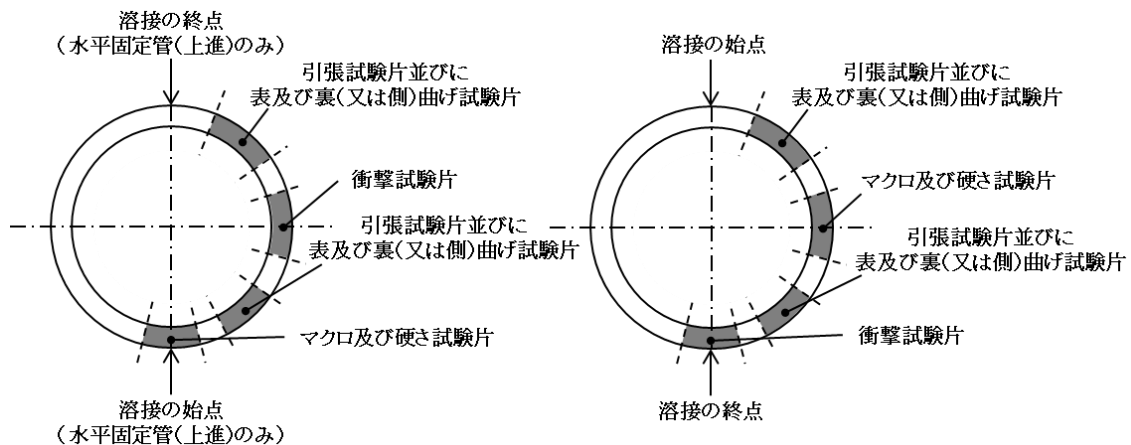 溶接の終点
(水平固定管(上進)のみ)
引張試験片並びに
表及び裏(又は側)曲げ試験片
衝撃試験片
引張試験片並びに
表及び裏(又は側)曲げ試験片
マクロ及び硬さ試験片
溶接の始点
(水平固定管(上進)のみ)
溶接の始点
引張試験片並びに
表及び裏(又は側)曲げ試験片
マクロ及び硬さ試験片
引張試験片並びに
表及び裏(又は側)曲げ試験片
衝撃試験片
溶接の終点